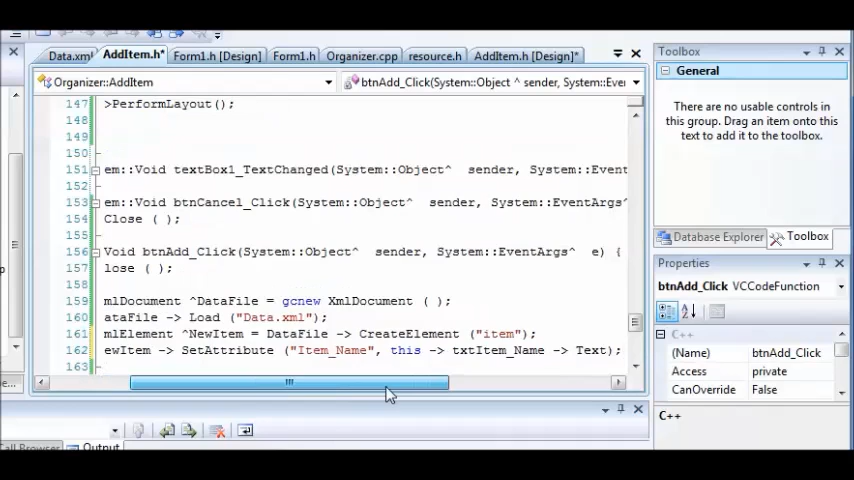 Data.xml AddItem.h* Form1.h [Design] Form1.h Organizer.cpp resource.h AddItem.h [Design]*
Organizer::AddItem btnAdd_Click(System::Object ^ sender, System::Eve
147 >PerformLayout();
148
149
150
151 em::Void textBox1_TextChanged(System::Object^ sender, System::Event
152
153 em::Void btnCancel_Click(System::Object^ sender, System::EventArgs^
154 Close ( );
155
156 Void btnAdd_Click(System::Object^ sender, System::EventArgs^ e) {
157 lose ( );
158
159 mlDocument ^DataFile = gcnew XmlDocument ( );
160 ataFile -> Load ("Data.xml");
161 mlElement ^NewItem = DataFile -> CreateElement ("item");
162 ewItem -> SetAttribute ("Item_Name", this -> txtItem_Name -> Text);
163
Toolbox
General
There are no usable controls in
this group. Drag an item onto this
text to add it to the toolbox.
Database Explorer Toolbox
Properties
btnAdd_Click VCCodeFunction
C++
(Name) btnAdd_Click
Access private
CanOverride False
C++
Call Browser Output